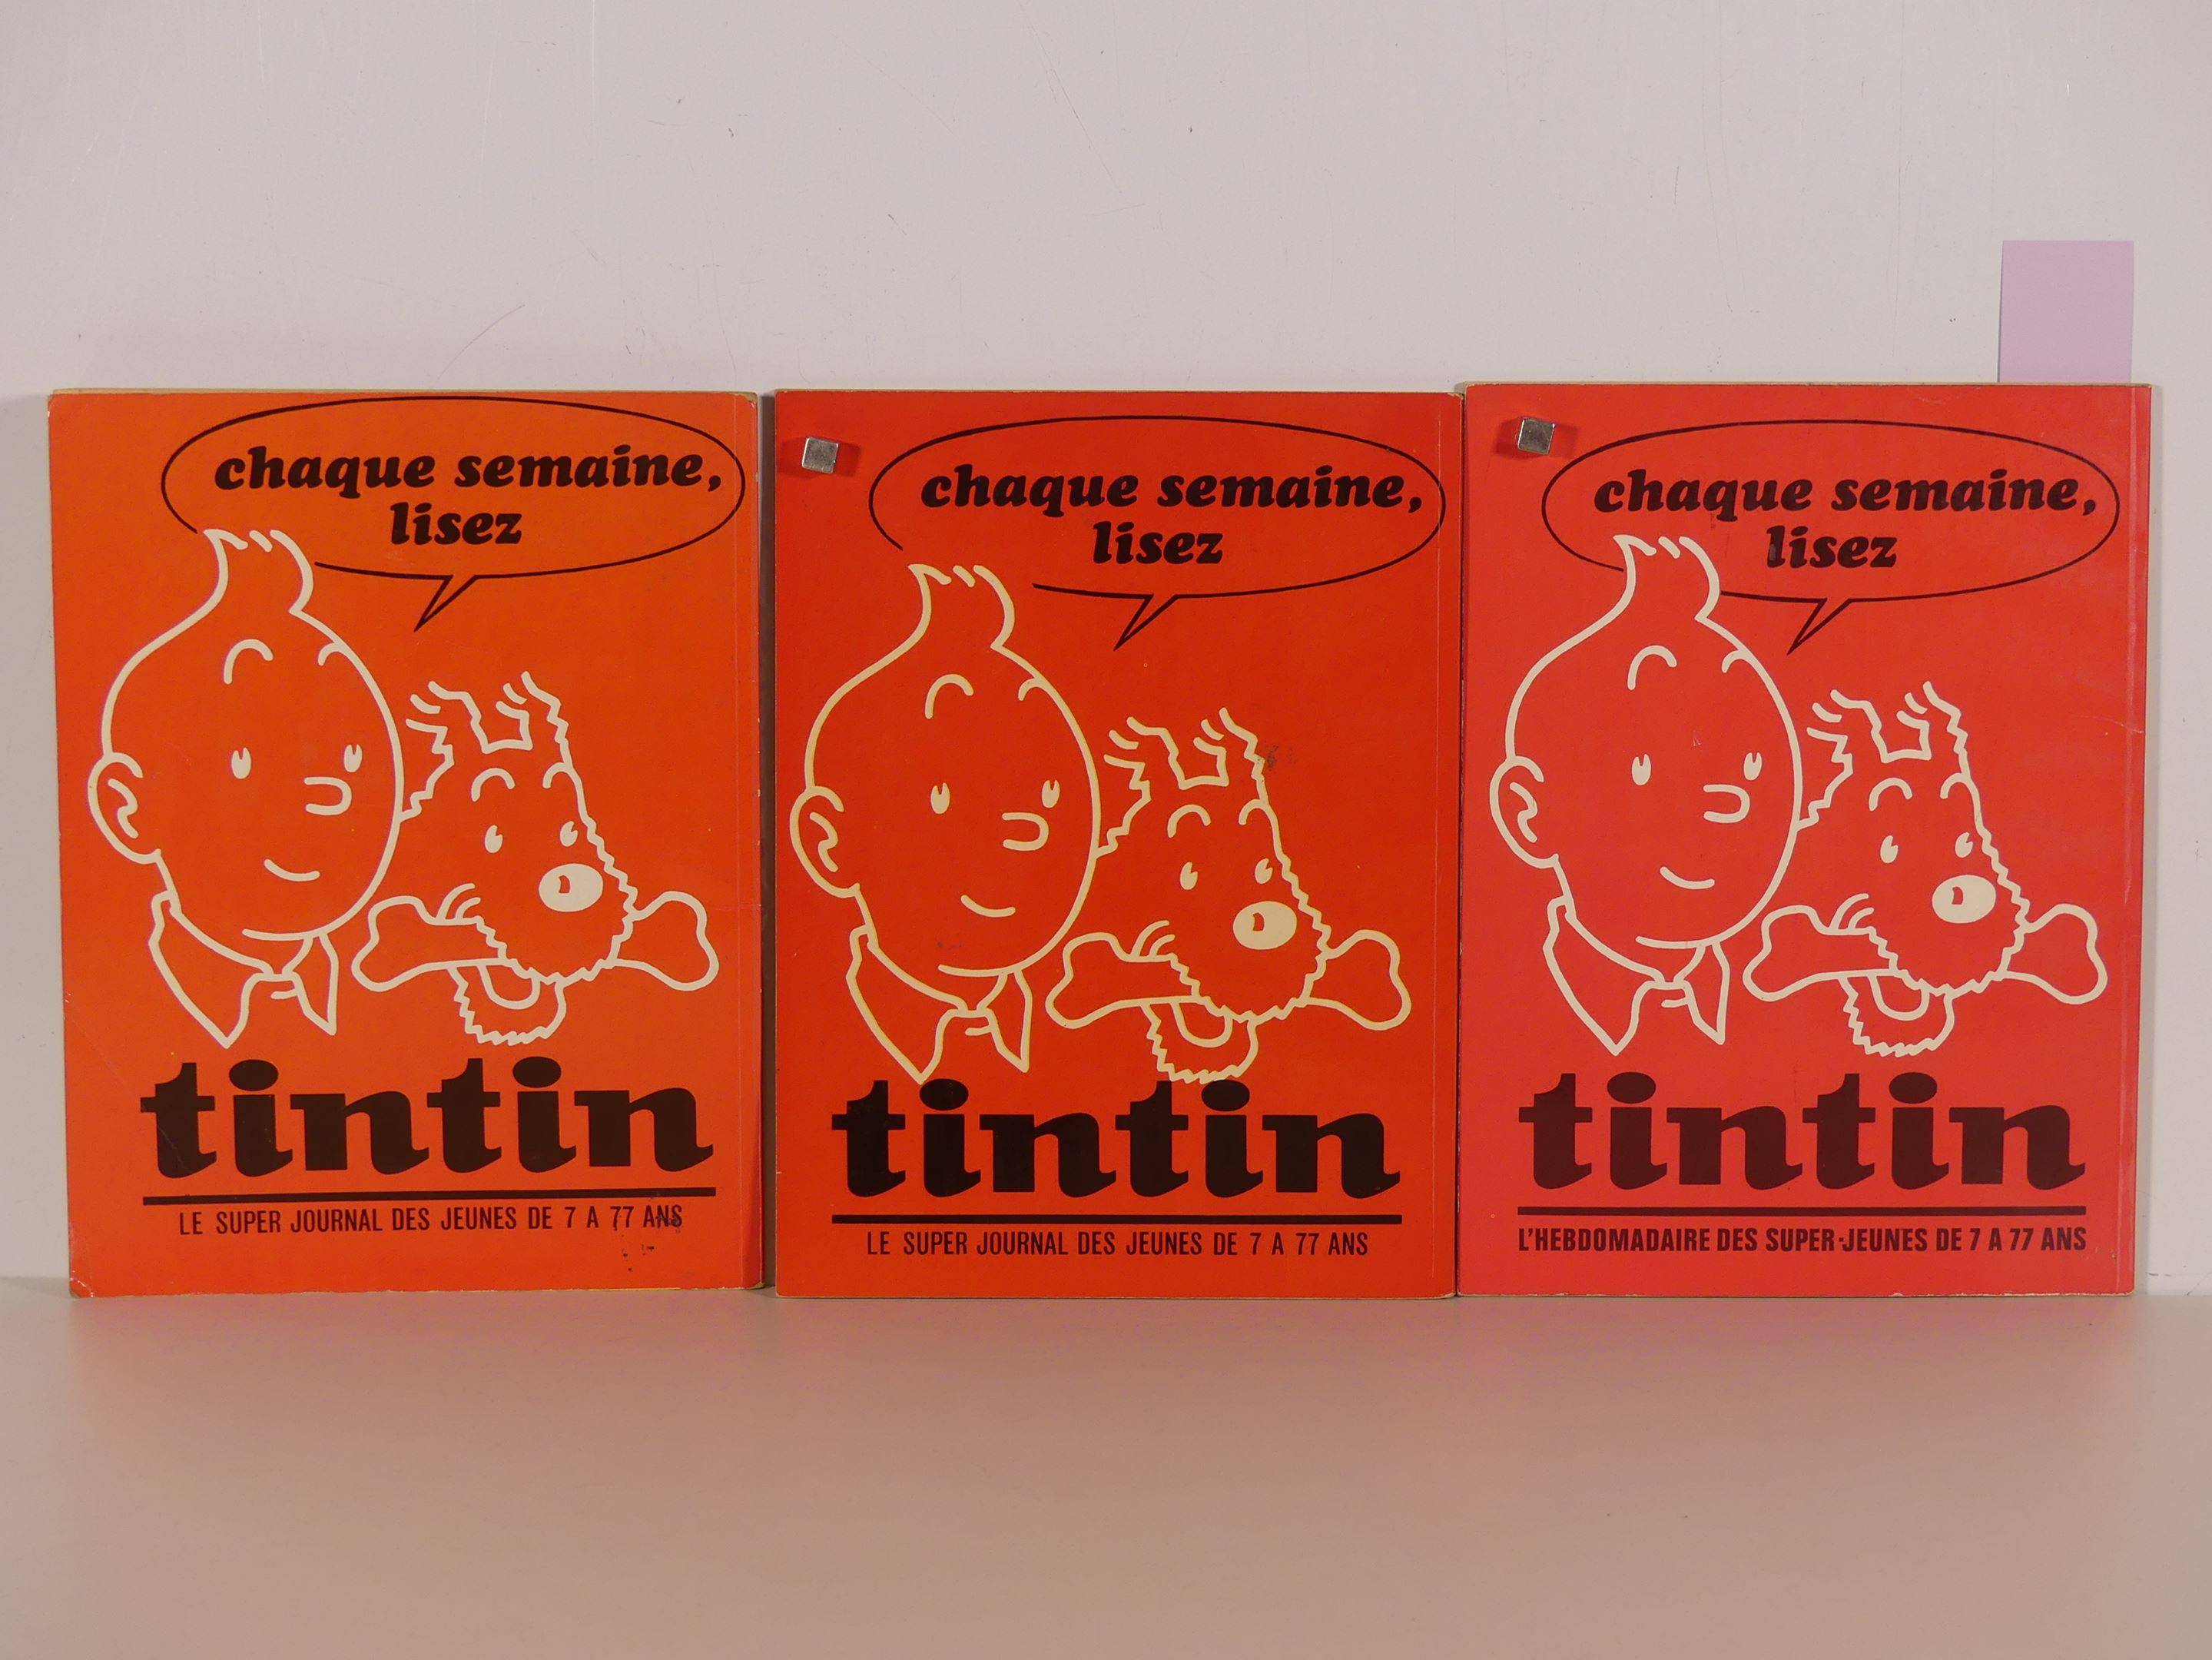 chaque semaine,
lisez
tintin
LE SUPER JOURNAL DES JEUNES DE 7 A 77 ANS
chaque semaine,
lisez
tintin
LE SUPER JOURNAL DES JEUNES DE 7 A 77 ANS
chaque semaine,
lisez
tintin
L'HEBDOMADAIRE DES SUPER-JEUNES DE 7 A 77 ANS